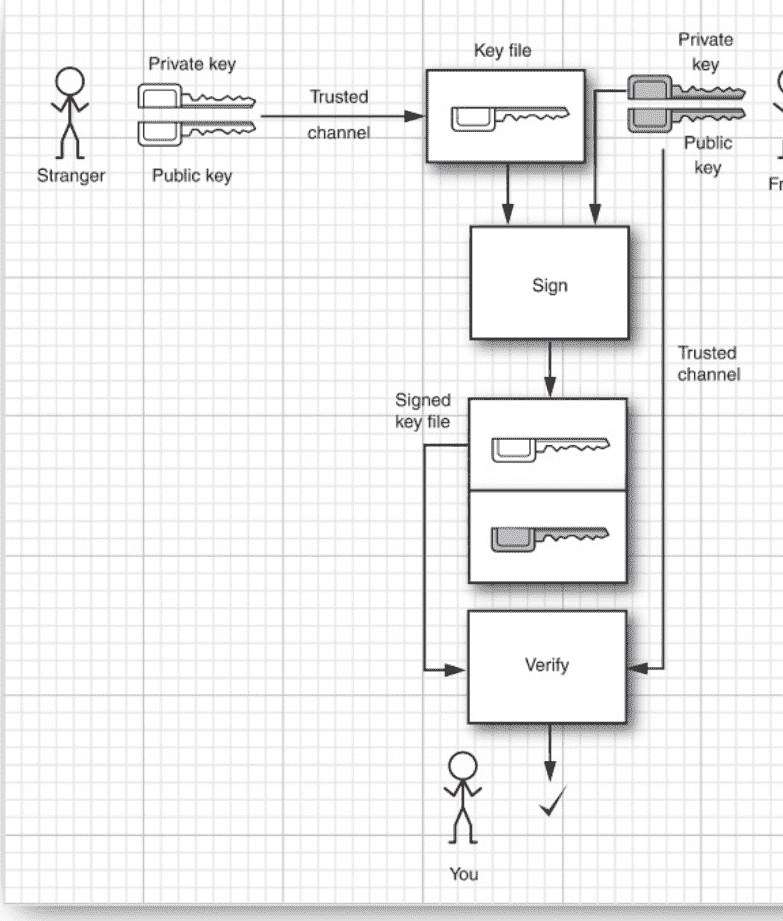 Key file
Private
key
Private key
Trusted
channel
Stranger
Public key
Public
key
Fr
Sign
Trusted
channel
Signed
key file
Verify
You